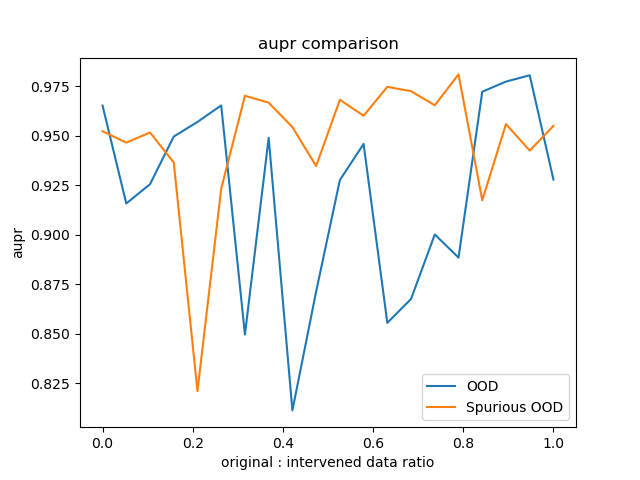 aupr comparison
aupr
0.975
0.950
0.925
0.900
0.875
0.850
0.825
OOD
Spurious OOD
0.0 0.2 0.4 0.6 0.8 1.0
original : intervened data ratio